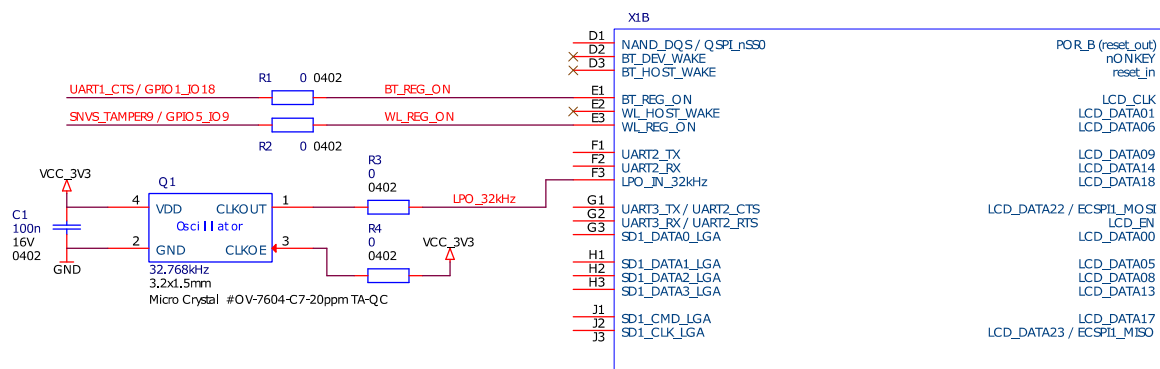 X1B
D1 NAND_DQS / QSPI_nSS0 POR_B (reset_out)
D2 BT_DEV_WAKE nONKEY
D3 BT_HOST_WAKE reset_in
R1 0 0402
UART1_CTS / GPIO1_IO18 BT_REG_ON E1 BT_REG_ON LCD_CLK
E2 WL_HOST_WAKE LCD_DATA01
SNVS_TAMPER9 / GPIO5_IO9 WL_REG_ON E3 WL_REG_ON LCD_DATA06
R2 0 0402
F1 UART2_TX LCD_DATA09
F2 UART2_RX LCD_DATA14
F3 LPO_IN_32kHz LCD_DATA18
R3
0
0402
VCC_3V3
Q1
4 VDD CLKOUT 1 LPO_32kHz
Oscillator
2 GND CLKOE 3
C1
100n
16V
0402
GND
R4
0
0402
VCC_3V3
32.768kHz
3.2x1.5mm
Micro Crystal #OV-7604-C7-20ppm TA-QC
G1 UART3_TX / UART2_CTS LCD_DATA22 / ECSPI1_MOSI
G2 UART3_RX / UART2_RTS LCD_EN
G3 SD1_DATA0_LGA LCD_DATA00
H1 SD1_DATA1_LGA LCD_DATA05
H2 SD1_DATA2_LGA LCD_DATA08
H3 SD1_DATA3_LGA LCD_DATA13
J1 SD1_CMD_LGA LCD_DATA17
J2 SD1_CLK_LGA LCD_DATA23 / ECSPI1_MISO
J3